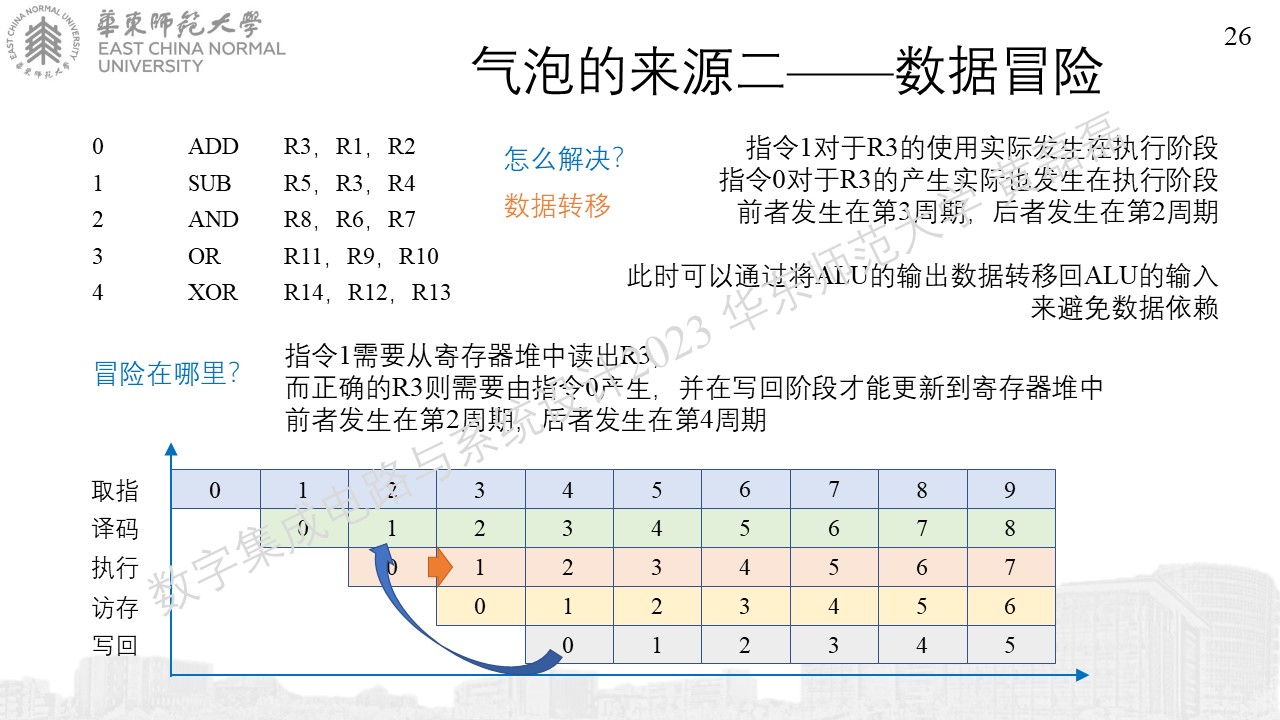 華東師範大學
EAST CHINA NORMAL
UNIVERSITY
EAST CHINA NORMAL UNIVERSITY
華東師範大學
26
气泡的来源二——数据冒险
0 ADD R3，R1，R2
1 SUB R5，R3，R4
2 AND R8，R6，R7
3 OR R11，R9，R10
4 XOR R14，R12，R13
怎么解决？
数据转移
指令1对于R3的使用实际发生在执行阶段
指令0对于R3的产生实际也发生在执行阶段
前者发生在第3周期，后者发生在第2周期
此时可以通过将ALU的输出数据转移回ALU的输入
来避免数据依赖
冒险在哪里？
指令1需要从寄存器堆中读出R3
而正确的R3则需要由指令0产生，并在写回阶段才能更新到寄存器堆中
前者发生在第2周期，后者发生在第4周期
取指 0 1 2 3 4 5 6 7 8 9
译码 0 1 2 3 4 5 6 7 8
执行 0 1 2 3 4 5 6 7
访存 0 1 2 3 4 5 6
写回 0 1 2 3 4 5
数字集成电路与系统设计2023 华东师范大学 黄磊磊